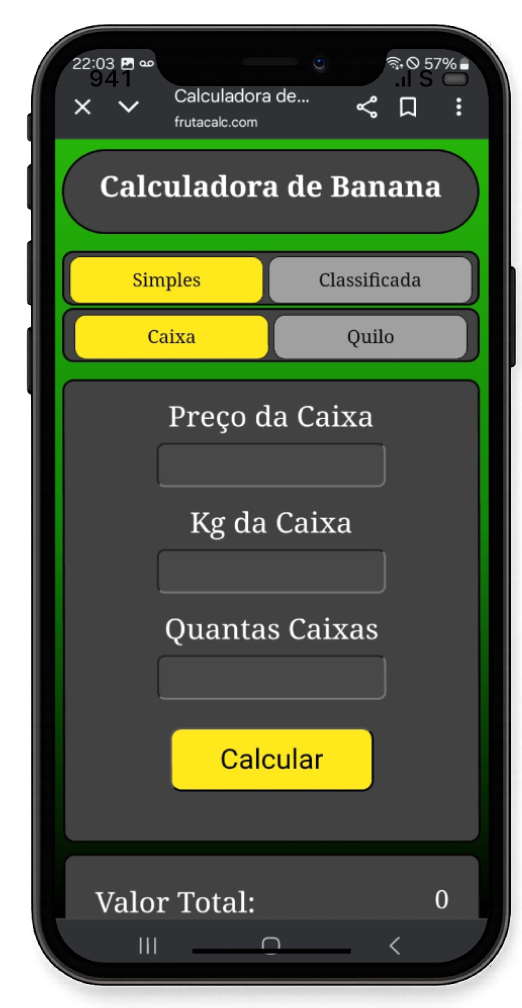 22:03 57%
941 S
Calculadora de...
frutacalc.com
Calculadora de Banana
Simples Classificada
Caixa Quilo
Preço da Caixa
Kg da Caixa
Quantas Caixas
Calcular
Valor Total: 0